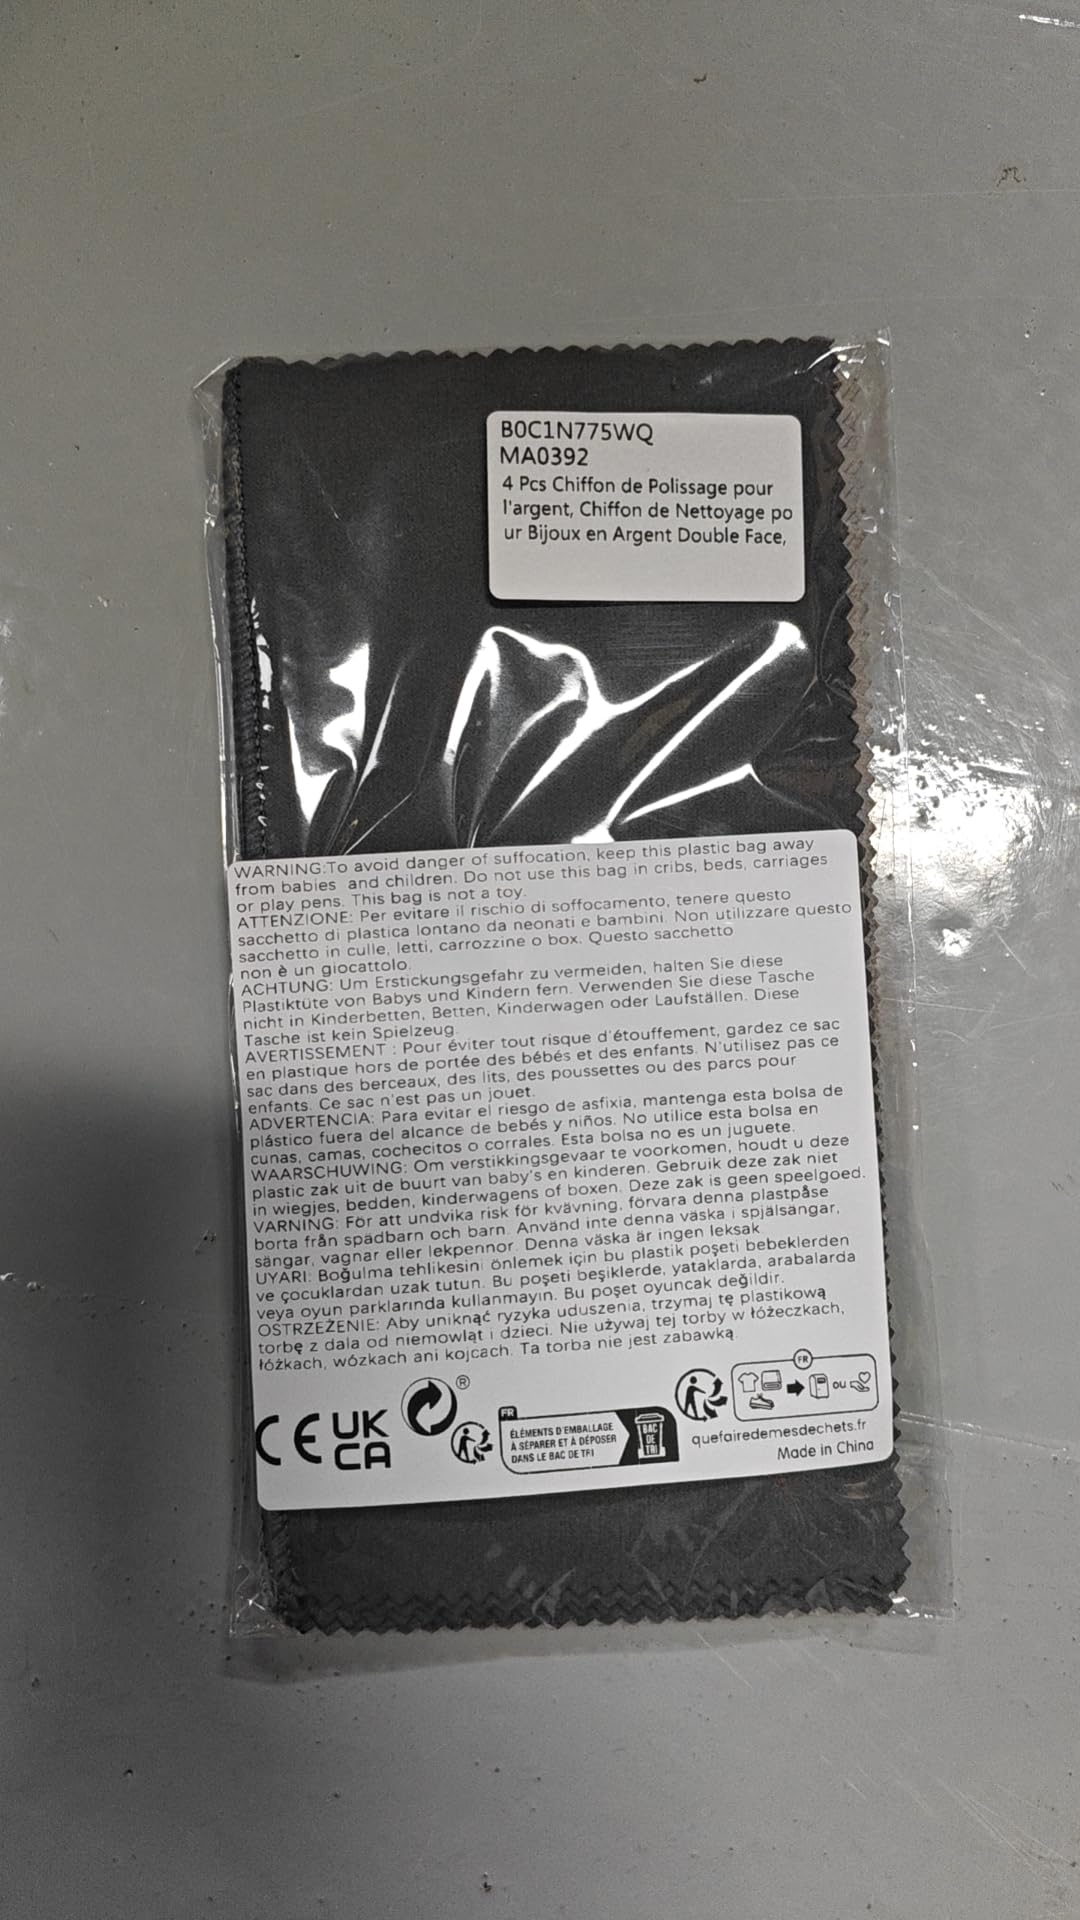 B0C1N775WQ
MA0392
4 Pcs Chiffon de Polissage pour
l'argent, Chiffon de Nettoyage po
ur Bijoux en Argent Double Face,
WARNING:To avoid danger of suffocation, keep this plastic bag away
from babies and children. Do not use this bag in cribs, beds, carriages
or play pens. This bag is not a toy.
ATTENZIONE: Per evitare il rischio di soffocamento, tenere questo
sacchetto di plastica lontano da neonati e bambini. Non utilizzare questo
sacchetto in culle, letti, carrozzine o box. Questo sacchetto
non è un giocattolo.
ACHTUNG: Um Erstickungsgefahr zu vermeiden, halten Sie diese
Plastiktüte von Babys und Kindern fern. Verwenden Sie diese Tasche
nicht in Kinderbetten, Betten, Kinderwagen oder Laufställen. Diese
Tasche ist kein Spielzeug.
AVERTISSEMENT : Pour éviter tout risque d'étouffement, gardez ce sac
en plastique hors de portée des bébés et des enfants. N'utilisez pas ce
sac dans des berceaux, des lits, des poussettes ou des parcs pour
enfants. Ce sac n'est pas un jouet.
ADVERTENCIA: Para evitar el riesgo de asfixia, mantenga esta bolsa de
plástico fuera del alcance de bebés y niños. No utilice esta bolsa en
cunas, camas, cochecitos o corrales. Esta bolsa no es un juguete.
WAARSCHUWING: Om verstikkingsgevaar te voorkomen, houdt u deze
plastic zak uit de buurt van baby's en kinderen. Gebruik deze zak niet
in wiegjes, bedden, kinderwagens of boxen. Deze zak is geen speelgoed.
VARNING: För att undvika risk för kvävning, förvara denna plastpåse
borta från spädbarn och barn. Använd inte denna väska i spjälsängar,
sängar, vagnar eller lekpennor. Denna väska är ingen leksak.
UYARI: Boğulma tehlikesini önlemek için bu plastik poşeti bebeklerden
ve çocuklardan uzak tutun. Bu poşeti beşiklerde, yataklarda, arabalarda
veya oyun parklarında kullanmayın. Bu poşet oyuncak değildir.
OSTRZEŻENIE: Aby uniknąć ryzyka uduszenia, trzymaj tę plastikową
torbę z dala od niemowląt i dzieci. Nie używaj tej torby w łóżeczkach,
łóżkach, wózkach ani kojcach. Ta torba nie jest zabawką.
CE UK
CA
®
FR
ÉLÉMENTS D'EMBALLAGE
À SÉPARER ET À DÉPOSER
DANS LE BAC DE TRI
BAC
DE
TRI
FR
ou
quefairedemesdechets.fr
Made in China